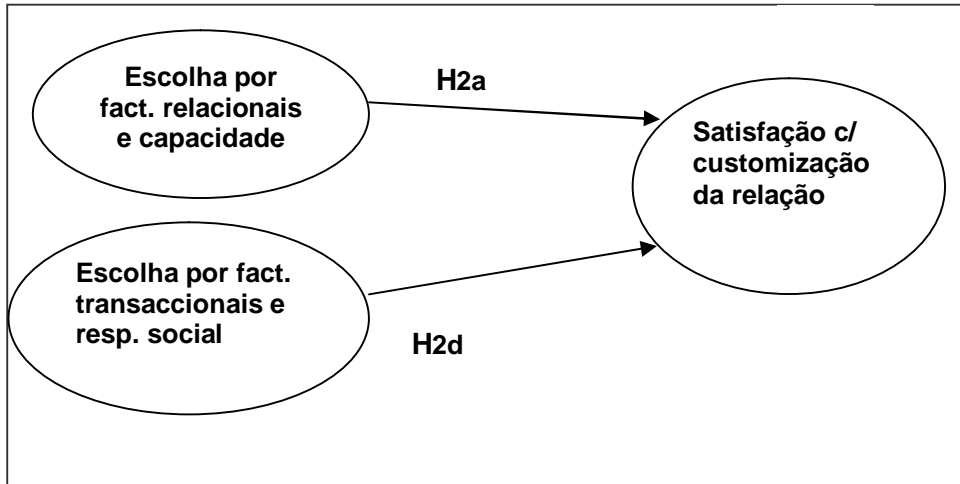 Escolha por
fact. relacionais
e capacidade
H2a
Satisfação c/
customização
da relação
Escolha por fact.
transaccionais e
resp. social
H2d